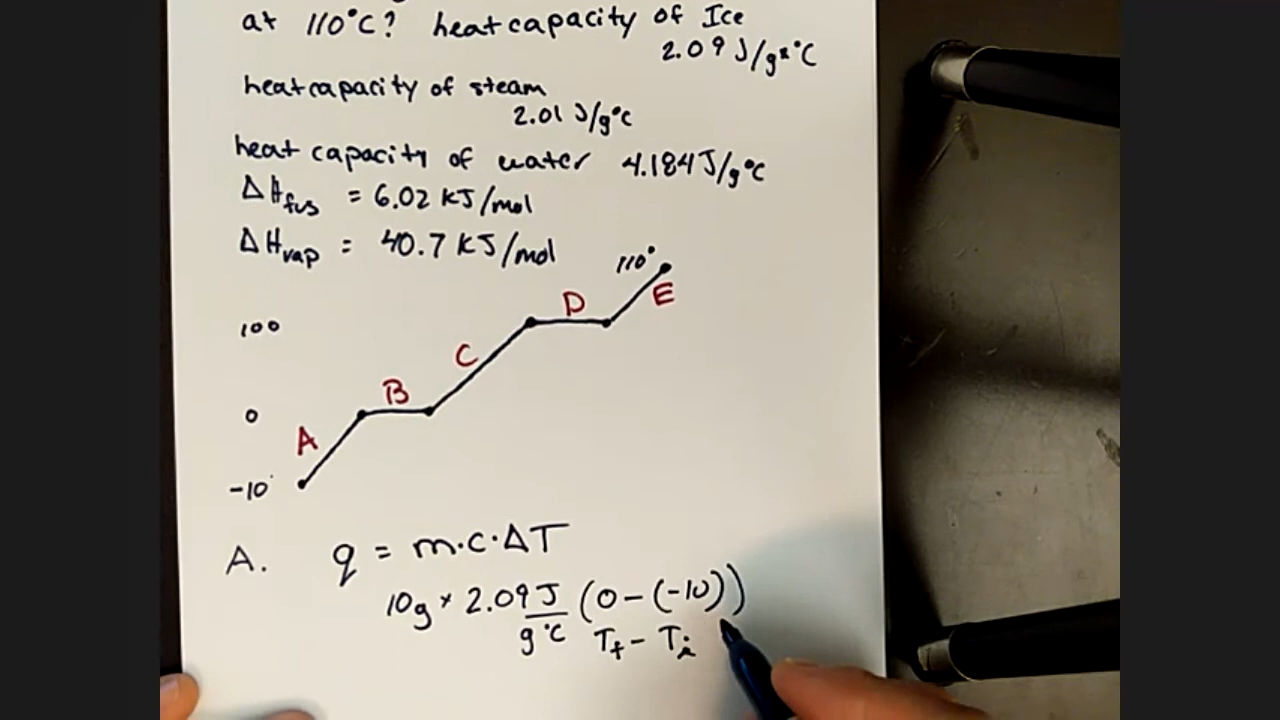 at 110°C? heat capacity of Ice
2.09 J/g*°C
heat capacity of steam
2.01 J/g°C
heat capacity of water 4.184 J/g°C
ΔHfus = 6.02 KJ/mol
ΔHvap = 40.7 KJ/mol
110°
D
E
100
C
B
0
A
-10°
A. q = m·c·ΔT
10g × 2.09 J/g°C (0-(-10))
Tf - Ti